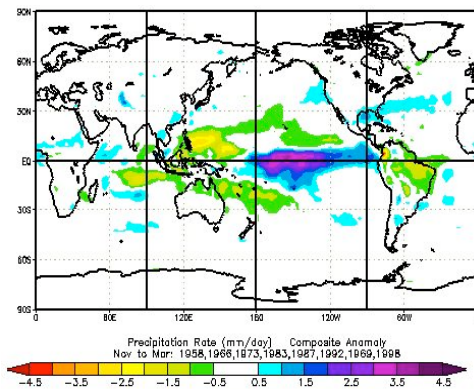 90N
60N
30N
EQ
30S
60S
90S
0 60E 120E 180 120W 60W
Precipitation Rate (mm/day) Composite Anomaly
Nov to Mar: 1958,1966,1973,1983,1987,1992,1969,1998
-4.5 -3.5 -2.5 -1.5 -0.5 0.5 1.5 2.5 3.5 4.5